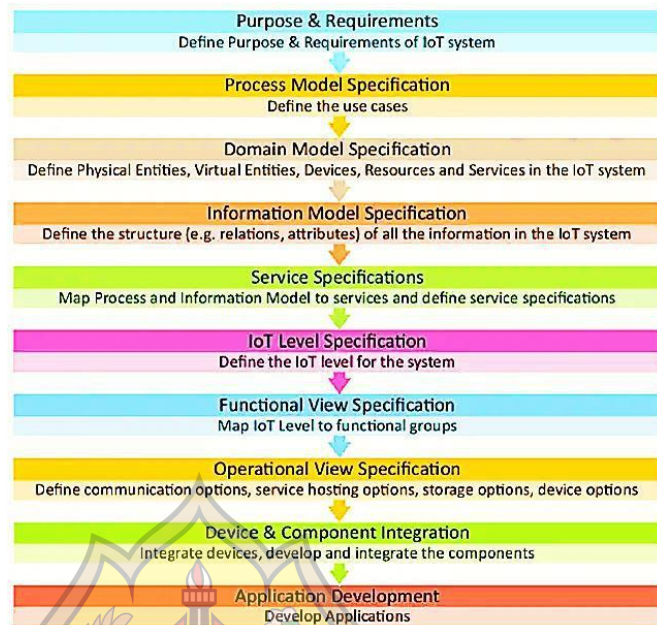 Purpose & Requirements
Define Purpose & Requirements of IoT system
Process Model Specification
Define the use cases
Domain Model Specification
Define Physical Entities, Virtual Entities, Devices, Resources and Services in the IoT system
Information Model Specification
Define the structure (e.g. relations, attributes) of all the information in the IoT system
Service Specifications
Map Process and Information Model to services and define service specifications
IoT Level Specification
Define the IoT level for the system
Functional View Specification
Map IoT Level to functional groups
Operational View Specification
Define communication options, service hosting options, storage options, device options
Device & Component Integration
Integrate devices, develop and integrate the components
Application Development
Develop Applications